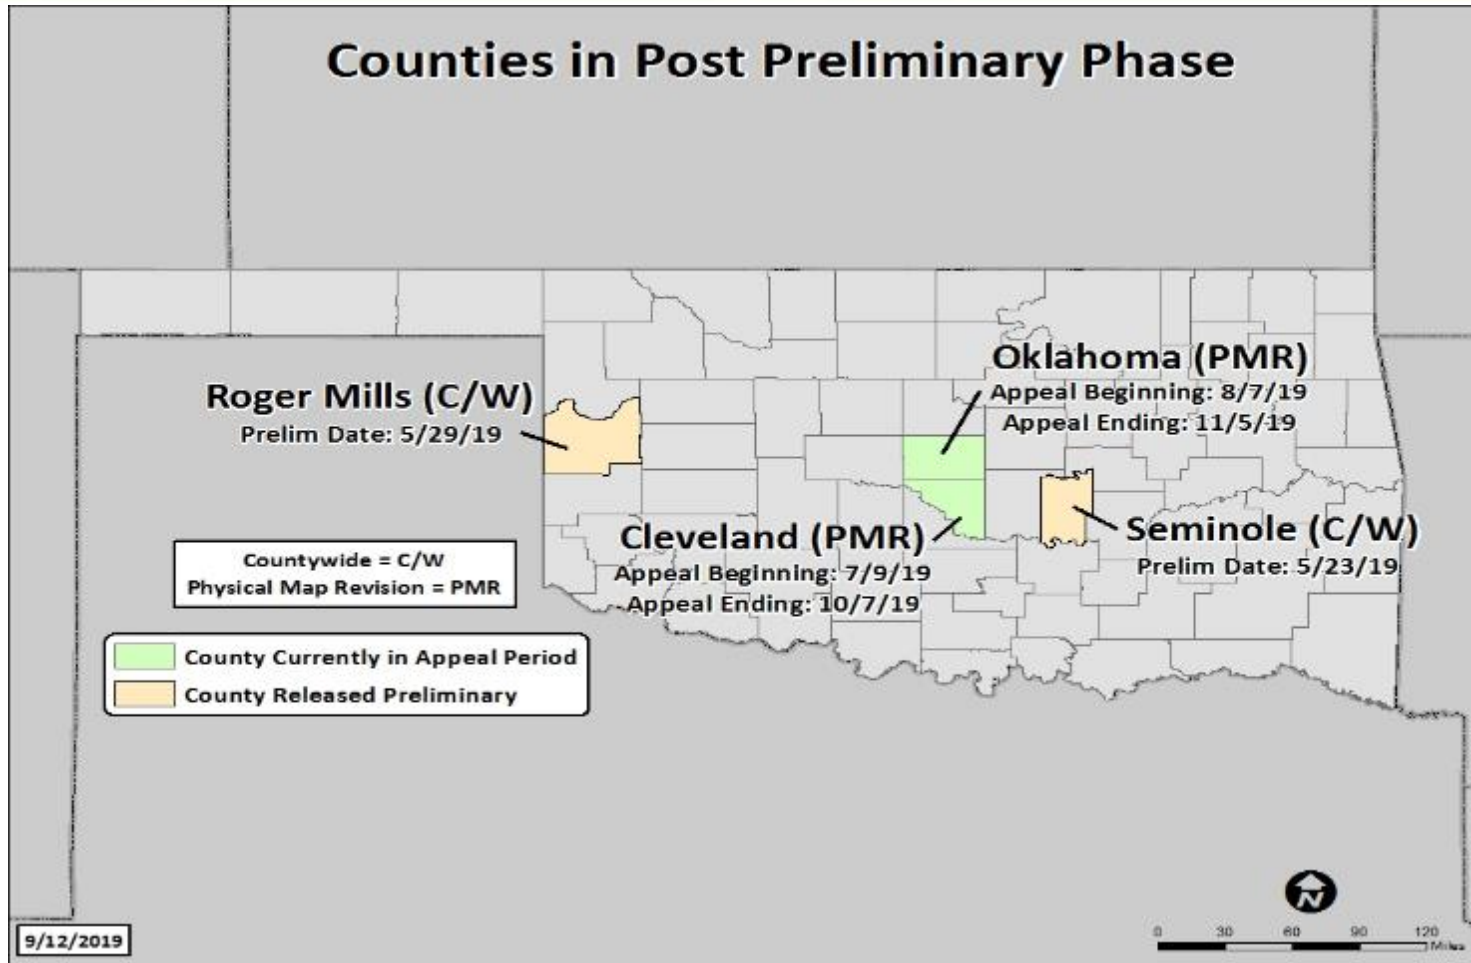 Counties in Post Preliminary Phase
Oklahoma (PMR)
Appeal Beginning: 8/7/19
Appeal Ending: 11/5/19
Roger Mills (C/W)
Prelim Date: 5/29/19
Cleveland (PMR)
Appeal Beginning: 7/9/19
Appeal Ending: 10/7/19
Seminole (C/W)
Prelim Date: 5/23/19
Countywide = C/W
Physical Map Revision = PMR
County Currently in Appeal Period
County Released Preliminary
N
9/12/2019
0 30 60 90 120
Miles